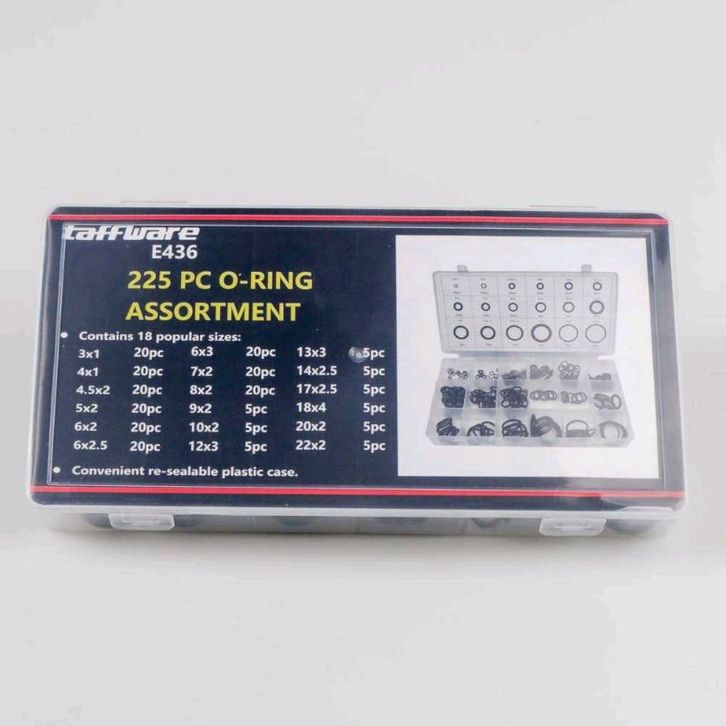 taffware
E436
225 PC O-RING
ASSORTMENT
• Contains 18 popular sizes:
3x1 20pc 6x3 20pc 13x3 5pc
4x1 20pc 7x2 20pc 14x2.5 5pc
4.5x2 20pc 8x2 20pc 17x2.5 5pc
5x2 20pc 9x2 5pc 18x4 5pc
6x2 20pc 10x2 5pc 20x2 5pc
6x2.5 20pc 12x3 5pc 22x2 5pc
• Convenient re-sealable plastic case.